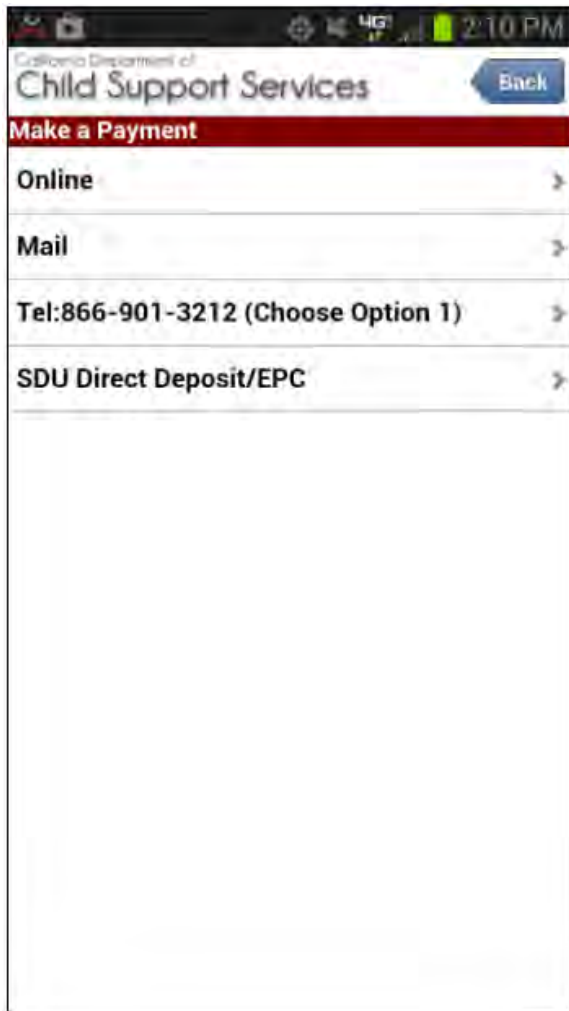 4G 2:10 PM
California Department of
Child Support Services
Back
Make a Payment
Online
Mail
Tel:866-901-3212 (Choose Option 1)
SDU Direct Deposit/EPC